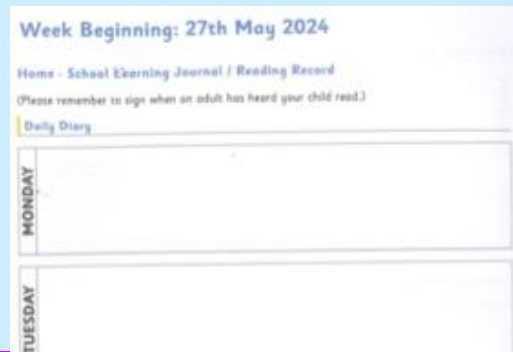 Week Beginning: 27th May 2024
Home - School Learning Journal / Reading Record
(Please remember to sign when an adult has heard your child read.)
Daily Diary
MONDAY
TUESDAY